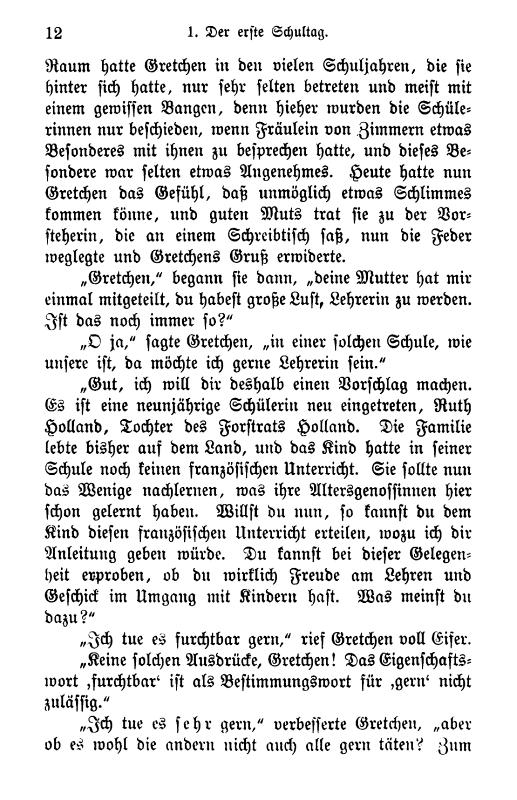 12 1. Der erste Schultag.
Raum hatte Gretchen in den vielen Schuljahren, die sie
hinter sich hatte, nur sehr selten betreten und meist mit
einem gewissen Bangen, denn hieher wurden die Schüle-
rinnen nur beschieden, wenn Fräulein von Zimmern etwas
Besonderes mit ihnen zu besprechen hatte, und dieses Be-
sondere war selten etwas Angenehmes. Heute hatte nun
Gretchen das Gefühl, daß unmöglich etwas Schlimmes
kommen könne, und guten Muts trat sie zu der Vor-
steherin, die an einem Schreibtisch saß, nun die Feder
weglegte und Gretchens Gruß erwiderte.
„Gretchen,“ begann sie dann, „deine Mutter hat mir
einmal mitgeteilt, du habest große Lust, Lehrerin zu werden.
Ist das noch immer so?“
„O ja,“ sagte Gretchen, „in einer solchen Schule, wie
unsere ist, da möchte ich gerne Lehrerin sein.“
„Gut, ich will dir deshalb einen Vorschlag machen.
Es ist eine neunjährige Schülerin neu eingetreten, Ruth
Holland, Tochter des Forstrats Holland. Die Familie
lebte bisher auf dem Land, und das Kind hatte in seiner
Schule noch keinen französischen Unterricht. Sie sollte nun
das Wenige nachlernen, was ihre Altersgenossinnen hier
schon gelernt haben. Willst du nun, so kannst du dem
Kind diesen französischen Unterricht erteilen, wozu ich dir
Anleitung geben würde. Du kannst bei dieser Gelegen-
heit erproben, ob du wirklich Freude am Lehren und
Geschick im Umgang mit Kindern hast. Was meinst du
dazu?“
„Ich tue es furchtbar gern,“ rief Gretchen voll Eifer.
„Keine solchen Ausdrücke, Gretchen! Das Eigenschafts-
wort ‚furchtbar‘ ist als Bestimmungswort für ‚gern‘ nicht
zulässig.“
„Ich tue es sehr gern,“ verbesserte Gretchen, „aber
ob es wohl die andern nicht auch alle gern täten? Zum